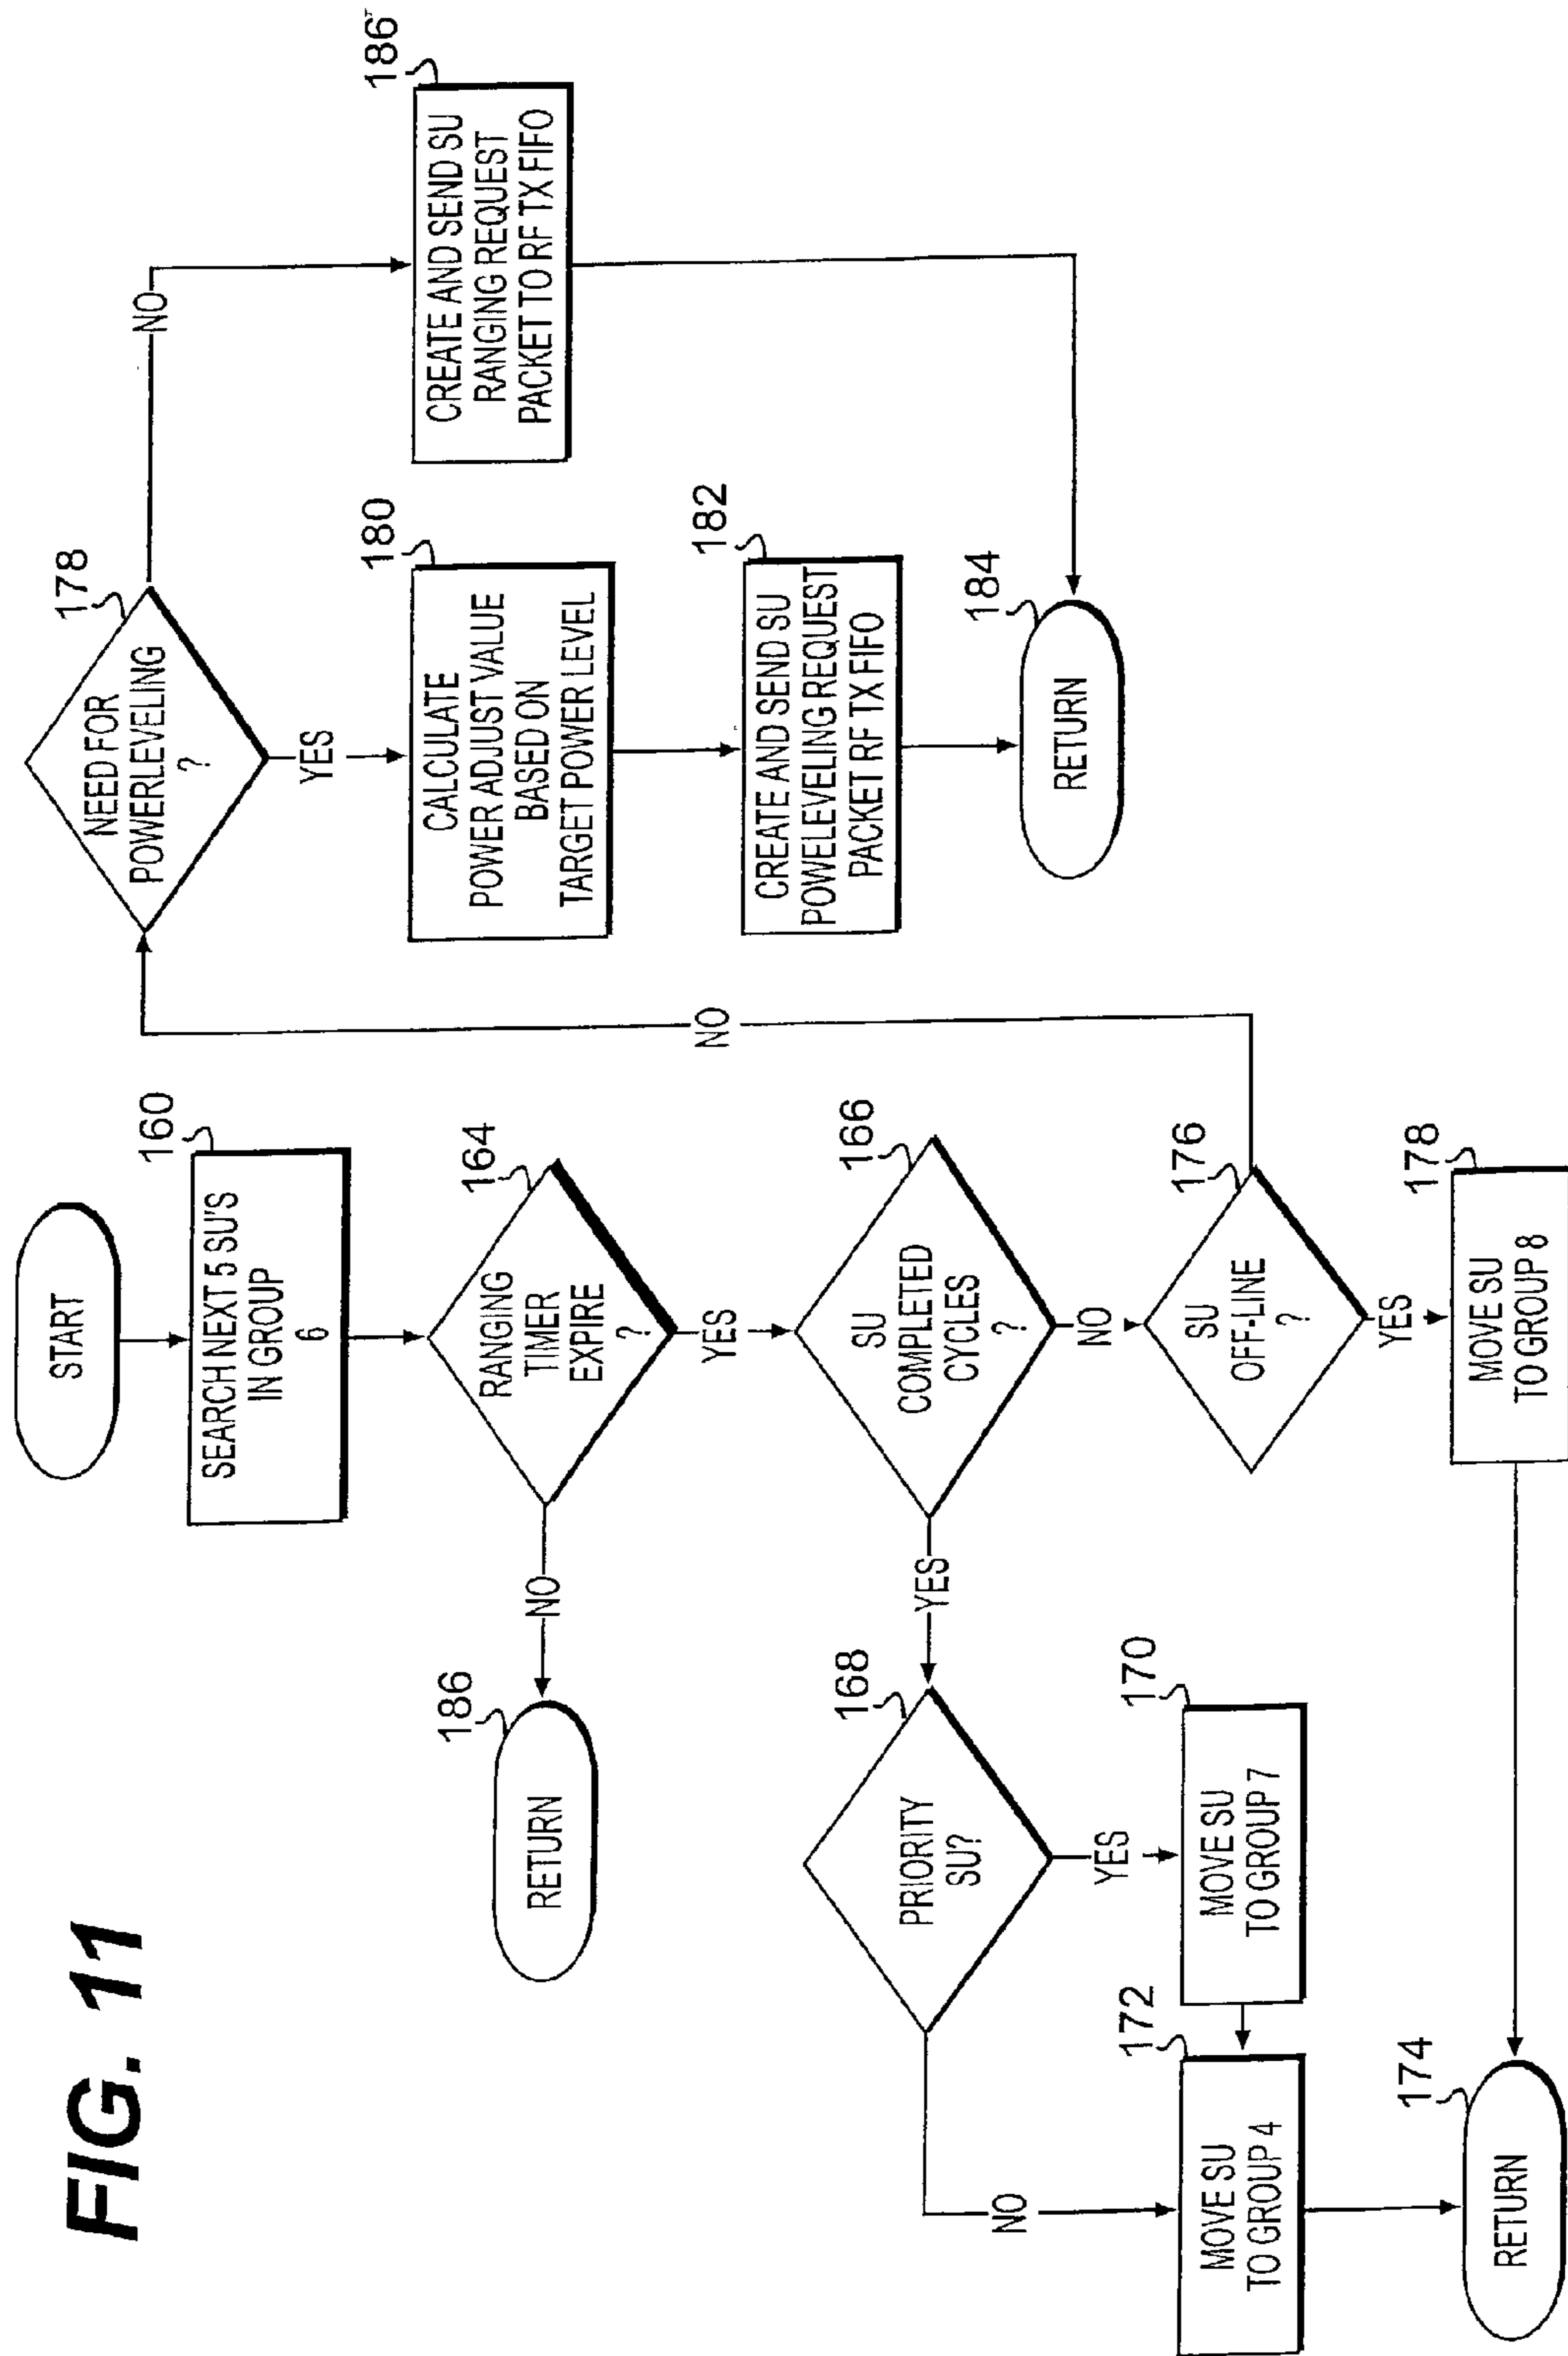 FIG. 11
START
160
SEARCH NEXT 5 SU'S
IN GROUP
6
164
RANGING
TIMER
EXPIRE
?
NO
186
RETURN
YES
166
SU
COMPLETED
CYCLES
?
YES
168
PRIORITY
SU?
YES
170
MOVE SU
TO GROUP 7
NO
172
MOVE SU
TO GROUP 4
174
RETURN
NO
176
SU
OFF-LINE
?
YES
178
MOVE SU
TO GROUP 8
NO
178
NEED FOR
POWERLEVELING
?
YES
180
CALCULATE
POWER ADJUST VALUE
BASED ON
TARGET POWER LEVEL
182
CREATE AND SEND SU
POWELEVELING REQUEST
PACKET RF TX FIFO
184
RETURN
NO
186'
CREATE AND SEND SU
RANGING REQUEST
PACKET TO RF TX FIFO